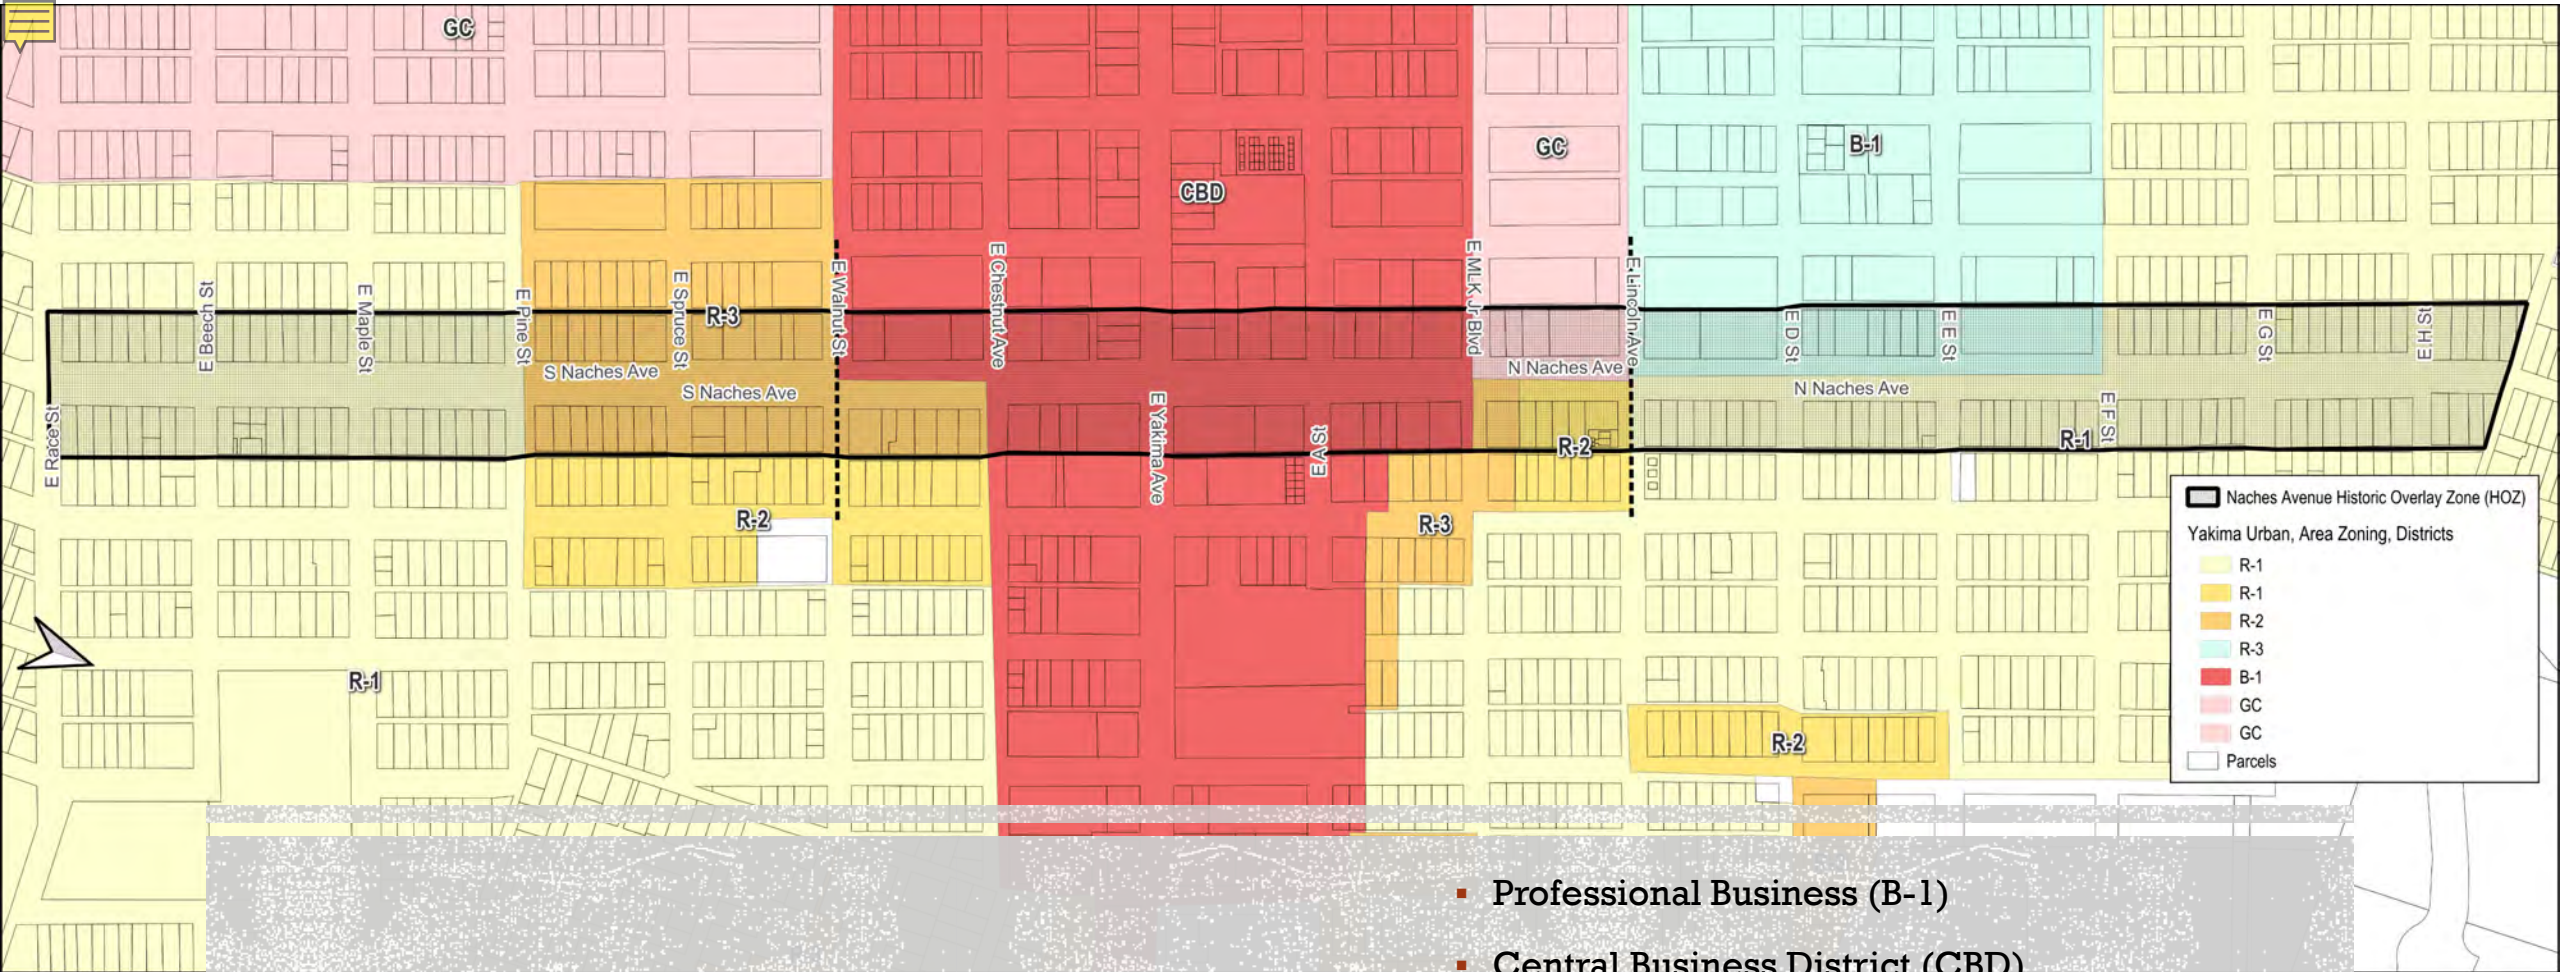 GC
GC
B-1
CBD
E Beech St
E Maple St
E Pine St
E Spruce St
E Walnut St
E Chestnut Ave
E MLK Jr Blvd
E Lincoln Ave
E D St
E E St
E G St
E H St
R-3
S Naches Ave
S Naches Ave
N Naches Ave
N Naches Ave
E Race St
E Yakima Ave
E A St
E F St
R-2
R-1
R-2
R-3
R-1
R-2
Naches Avenue Historic Overlay Zone (HOZ)
Yakima Urban, Area Zoning, Districts
R-1
R-1
R-2
R-3
B-1
GC
GC
Parcels
▪ Professional Business (B-1)
▪ Central Business District (CBD)